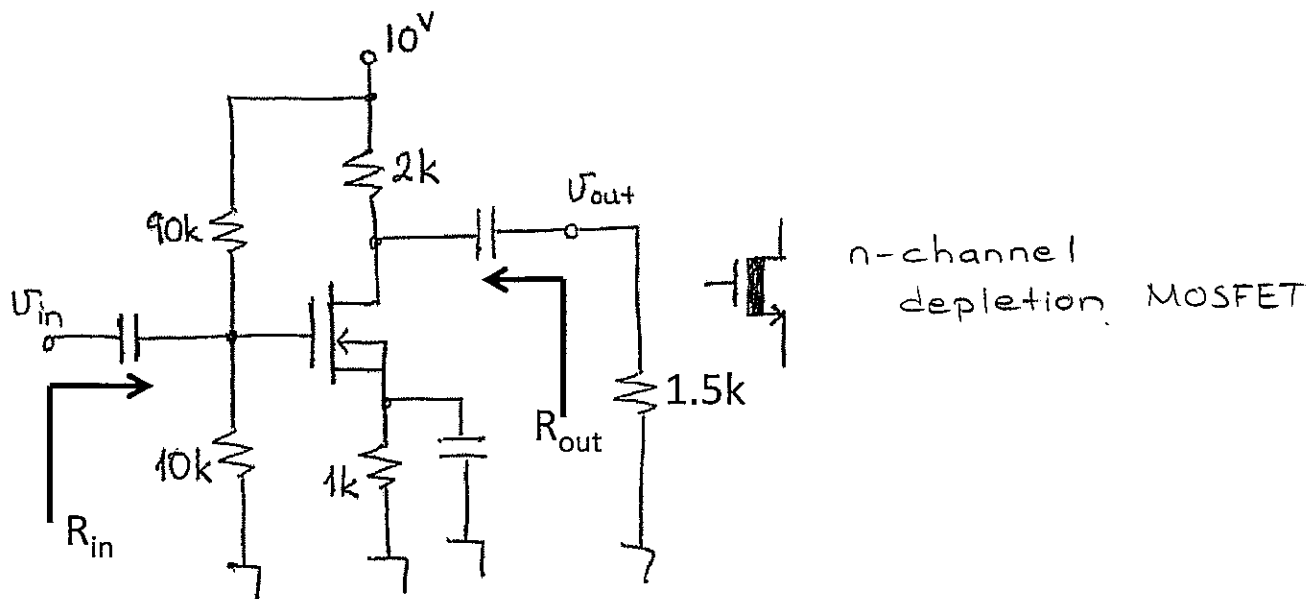 10V
2k
90k
Vout
n-channel
depletion MOSFET
Vin
1.5k
Rout
10k
1k
Rin